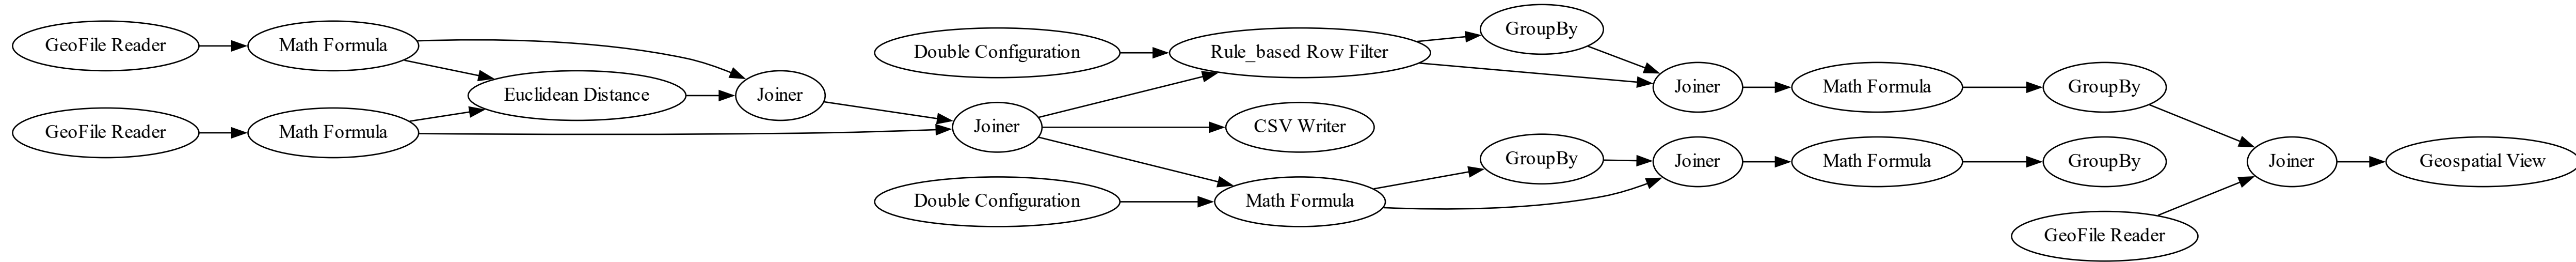 GeoFile Reader
Math Formula
GeoFile Reader
Math Formula
Euclidean Distance
Joiner
Joiner
Double Configuration
Rule_based Row Filter
CSV Writer
Double Configuration
Math Formula
GroupBy
Joiner
Math Formula
GroupBy
GroupBy
Joiner
Math Formula
GroupBy
GeoFile Reader
Joiner
Geospatial View